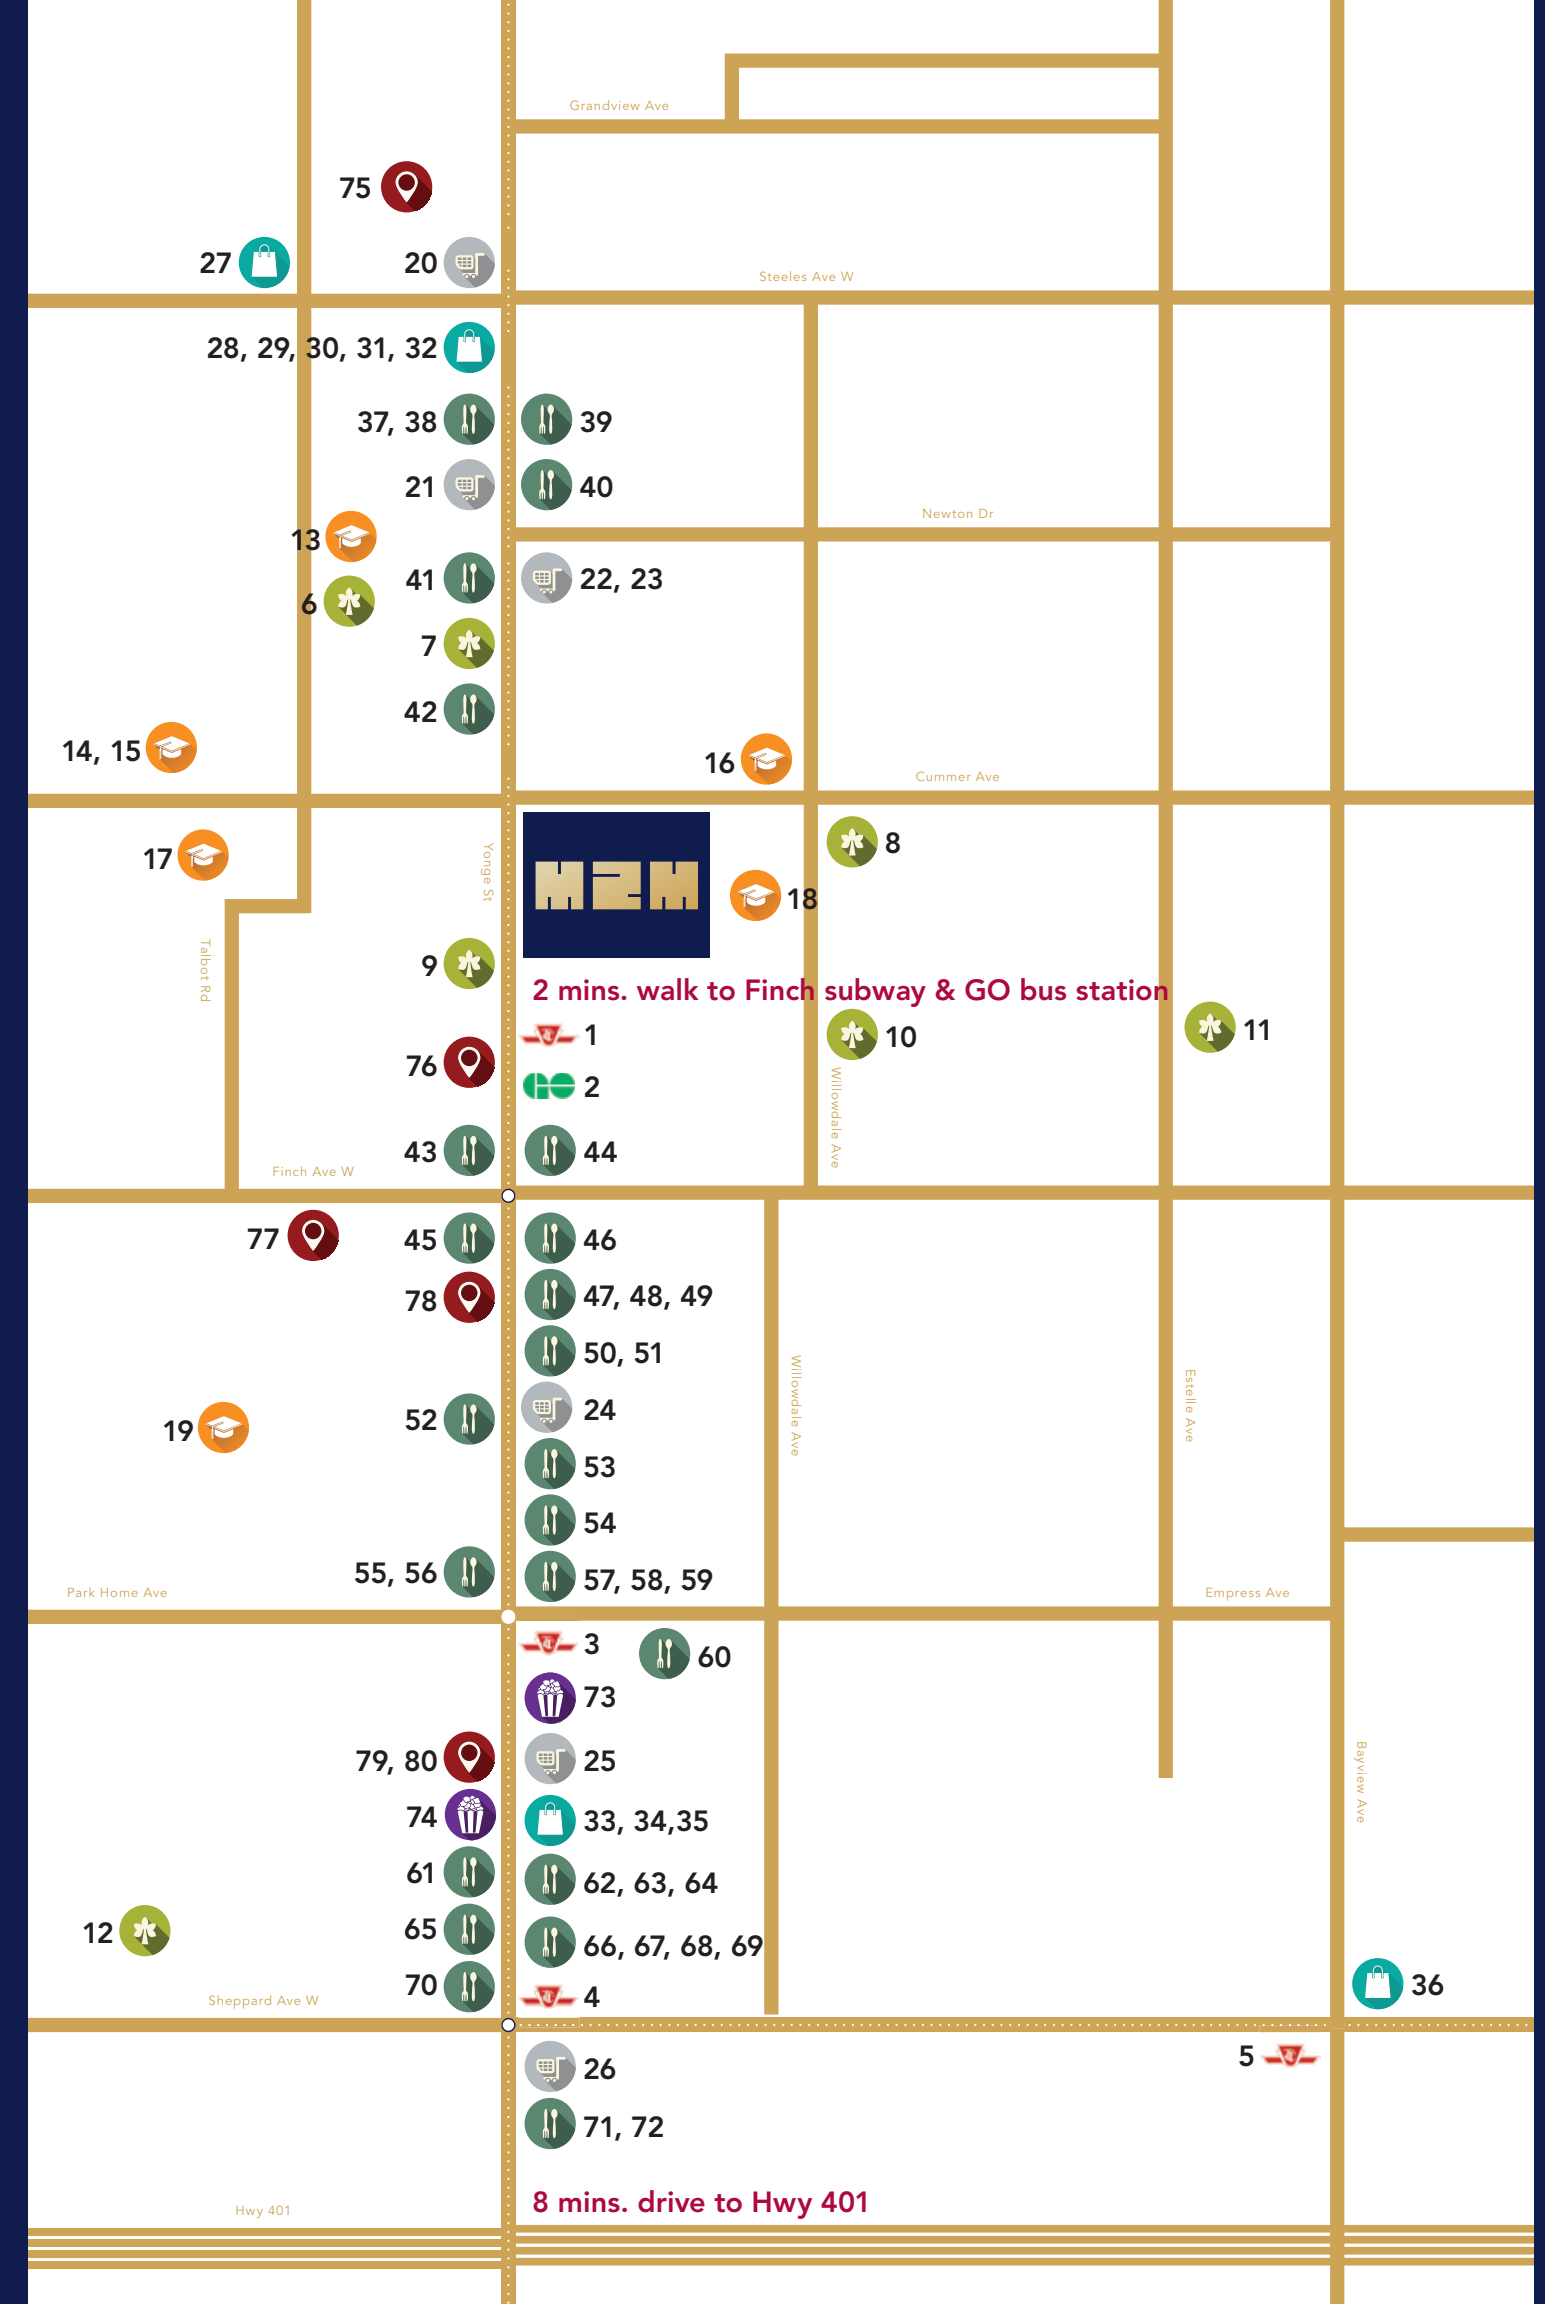 Grandview Ave
75
27
20
Steeles Ave W
28, 29, 30, 31, 32
37, 38
39
21
40
Newton Dr
13
41
22, 23
6
7
42
14, 15
16
Cummer Ave
17
Yonge St
M2M
8
18
Talbot Rd
9
2 mins. walk to Finch subway & GO bus station
1
10
11
76
GO 2
Willowdale Ave
43
44
Finch Ave W
77
45
46
78
47, 48, 49
50, 51
Willowdale Ave
Estelle Ave
24
19
52
53
54
55, 56
57, 58, 59
Park Home Ave
Empress Ave
3
60
73
79, 80
25
Bayview Ave
74
33, 34,35
61
62, 63, 64
12
65
66, 67, 68, 69
70
4
36
Sheppard Ave W
5
26
71, 72
8 mins. drive to Hwy 401
Hwy 401